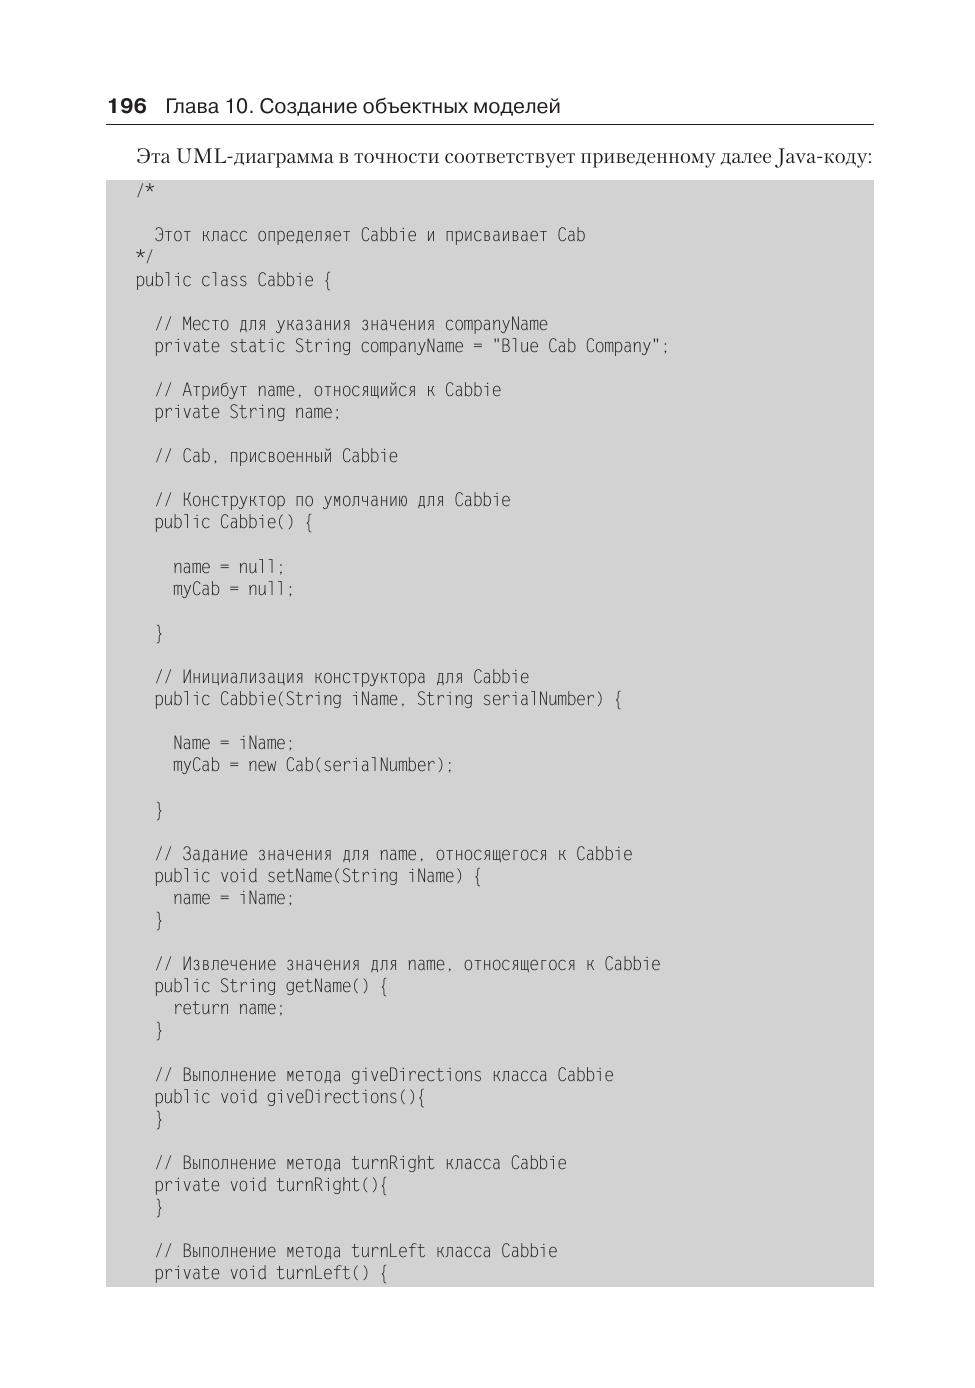 196 Глава 10. Создание объектных моделей
Эта UML-диаграмма в точности соответствует приведенному далее Java-коду:
/*
Этот класс определяет Cabbie и присваивает Cab
*/
public class Cabbie {
// Место для указания значения companyName
private static String companyName = "Blue Cab Company";
// Атрибут name, относящийся к Cabbie
private String name;
// Cab, присвоенный Cabbie
// Конструктор по умолчанию для Cabbie
public Cabbie() {
name = null;
myCab = null;
}
// Инициализация конструктора для Cabbie
public Cabbie(String iName, String serialNumber) {
Name = iName;
myCab = new Cab(serialNumber);
}
// Задание значения для name, относящегося к Cabbie
public void setName(String iName) {
name = iName;
}
// Извлечение значения для name, относящегося к Cabbie
public String getName() {
return name;
}
// Выполнение метода giveDirections класса Cabbie
public void giveDirections(){
}
// Выполнение метода turnRight класса Cabbie
private void turnRight(){
}
// Выполнение метода turnLeft класса Cabbie
private void turnLeft() {